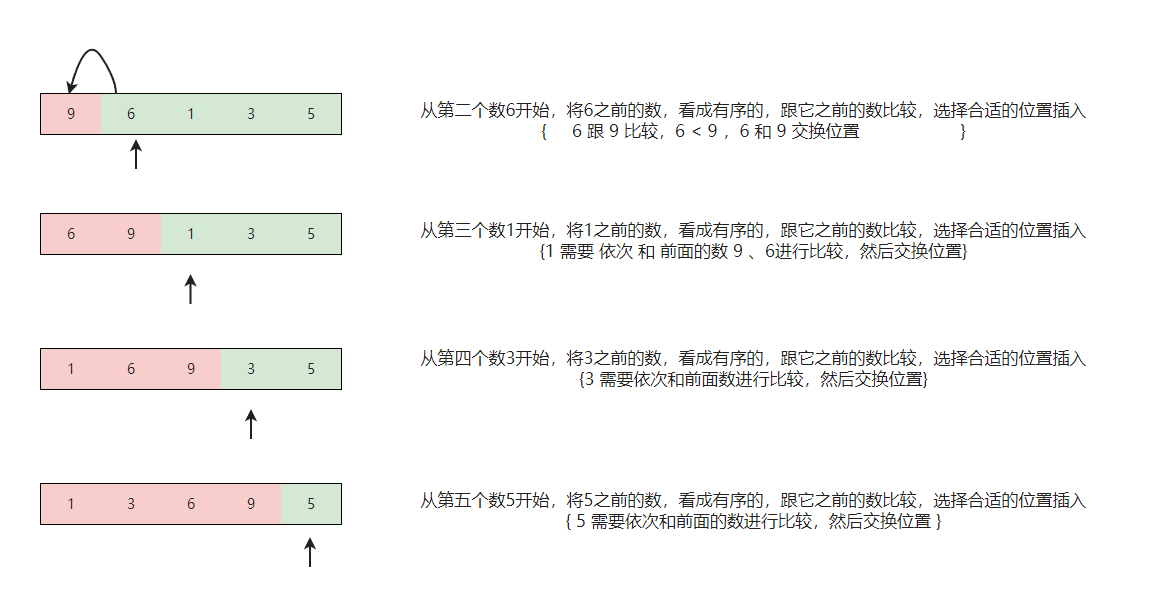 9 6 1 3 5
从第二个数6开始，将6之前的数，看成有序的，跟它之前的数比较，选择合适的位置插入
{ 6 跟 9 比较，6 < 9 ，6 和 9 交换位置 }
6 9 1 3 5
从第三个数1开始，将1之前的数，看成有序的，跟它之前的数比较，选择合适的位置插入
{1 需要 依次 和 前面的数 9 、6进行比较，然后交换位置}
1 6 9 3 5
从第四个数3开始，将3之前的数，看成有序的，跟它之前的数比较，选择合适的位置插入
{3 需要依次和前面数进行比较，然后交换位置}
1 3 6 9 5
从第五个数5开始，将5之前的数，看成有序的，跟它之前的数比较，选择合适的位置插入
{ 5 需要依次和前面的数进行比较，然后交换位置 }